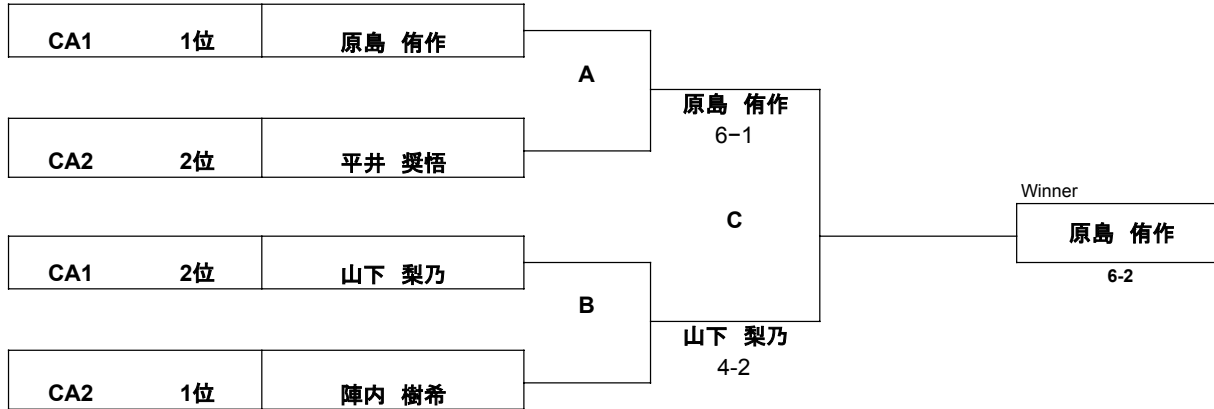 CA1 1位 原島 侑作
A
原島 侑作
6−1
CA2 2位 平井 奨悟
Winner
C
原島 侑作
6-2
CA1 2位 山下 梨乃
B
山下 梨乃
4-2
CA2 1位 陣内 樹希